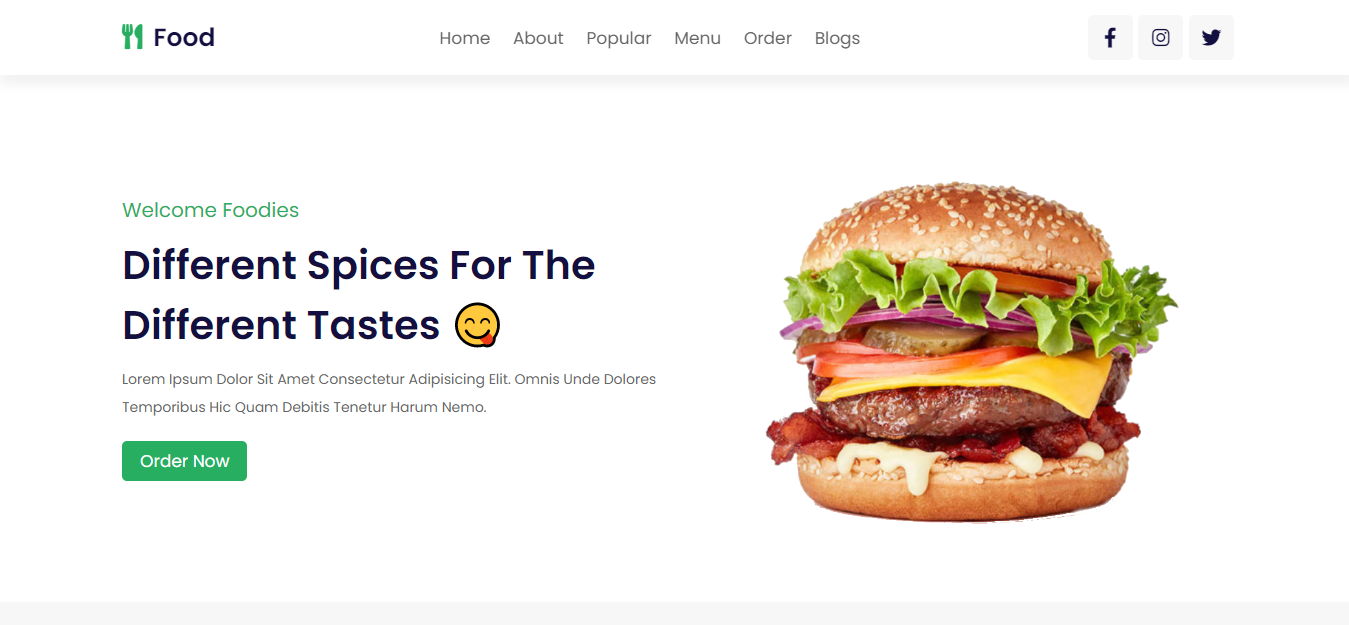 Food
Home About Popular Menu Order Blogs
Welcome Foodies
Different Spices For The
Different Tastes 😋
Lorem Ipsum Dolor Sit Amet Consectetur Adipisicing Elit. Omnis Unde Dolores
Temporibus Hic Quam Debitis Tenetur Harum Nemo.
Order Now